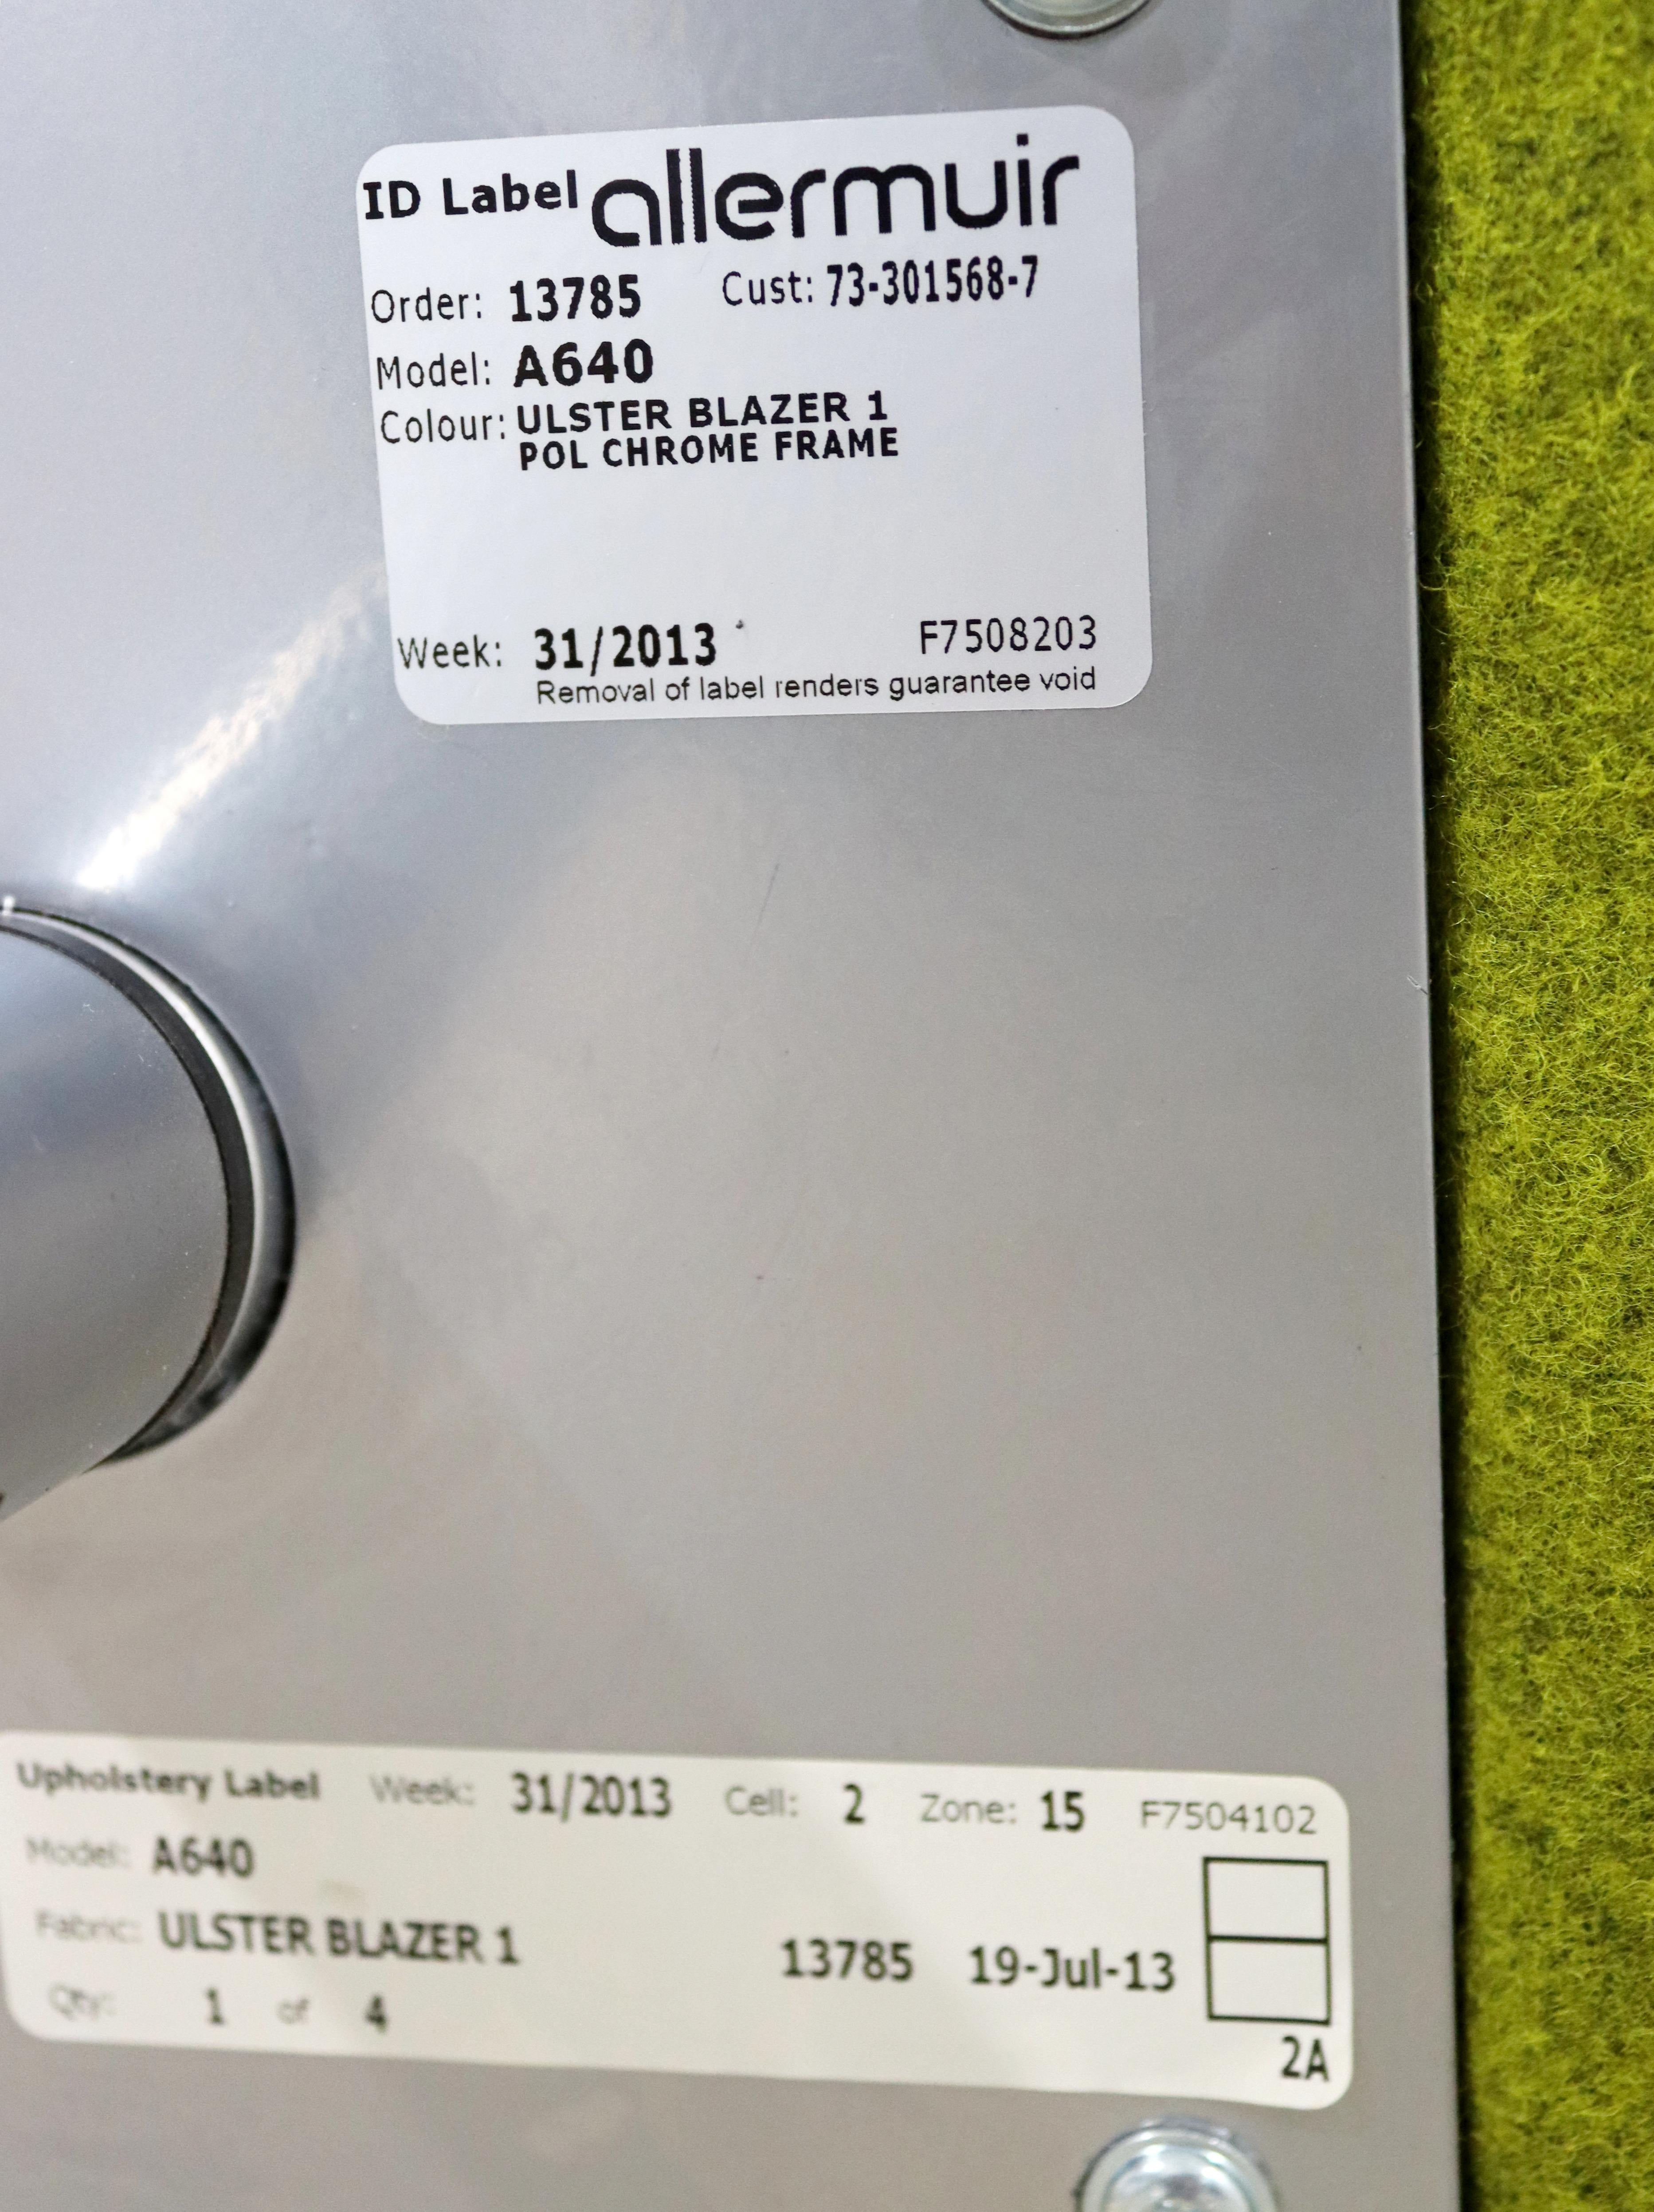 ID Label allermuir
Order: 13785 Cust: 73-301568-7
Model: A640
Colour: ULSTER BLAZER 1
POL CHROME FRAME
Week: 31/2013 F7508203
Removal of label renders guarantee void
Upholstery Label Week: 31/2013 Cell: 2 Zone: 15 F7504102
Model: A640
Fabric: ULSTER BLAZER 1 13785 19-Jul-13
Qty: 1 of 4
2A